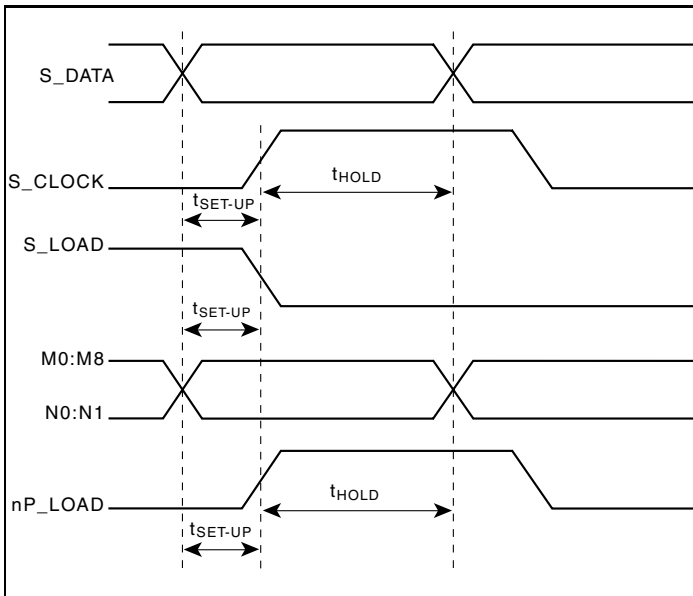 S_DATA
S_CLOCK
tHOLD
tSET-UP
S_LOAD
tSET-UP
M0:M8
N0:N1
nP_LOAD
tHOLD
tSET-UP